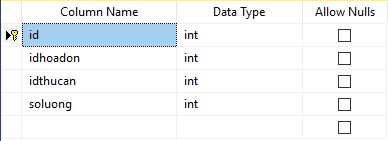 Column Name Data Type Allow Nulls
id int
idhoadon int
idthucan int
soluong int